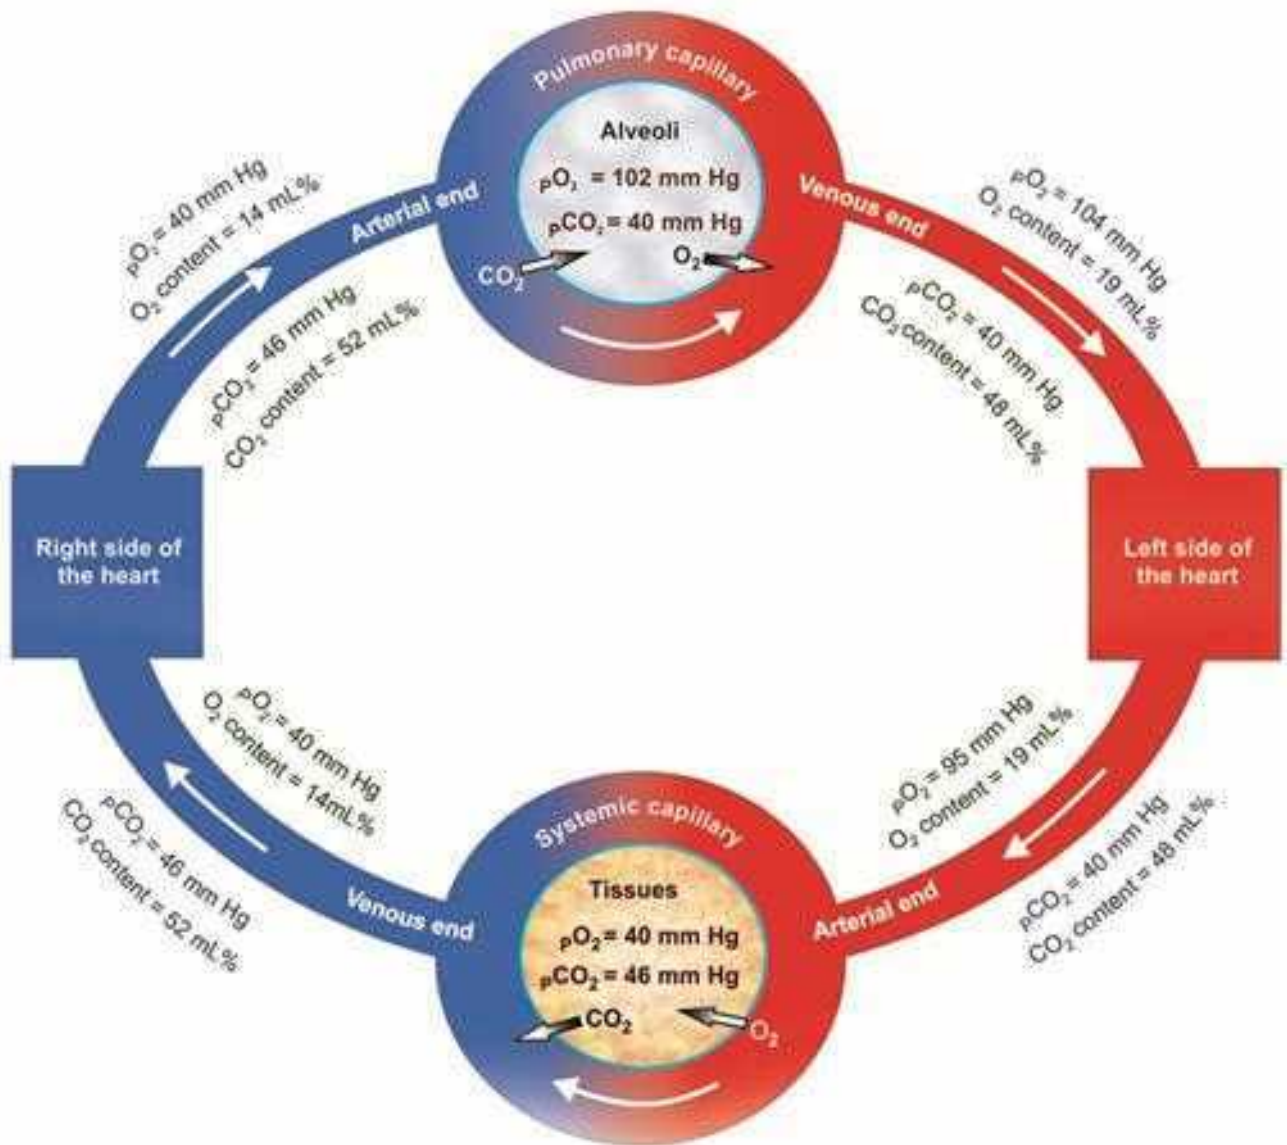 Pulmonary capillary
Alveoli
pO₂ = 102 mm Hg
pCO₂ = 40 mm Hg
CO₂
O₂
Arterial end
Venous end
pO₂ = 40 mm Hg
O₂ content = 14 mL%
pCO₂ = 46 mm Hg
CO₂ content = 52 mL%
pO₂ = 104 mm Hg
O₂ content = 19 mL%
pCO₂ = 40 mm Hg
CO₂ content = 48 mL%
Right side of
the heart
Left side of
the heart
pO₂ = 40 mm Hg
O₂ content = 14mL%
pCO₂ = 46 mm Hg
CO₂ content = 52 mL%
pO₂ = 95 mm Hg
O₂ content = 19 mL%
pCO₂ = 40 mm Hg
CO₂ content = 48 mL%
Venous end
Arterial end
Systemic capillary
Tissues
pO₂ = 40 mm Hg
pCO₂ = 46 mm Hg
CO₂
O₂